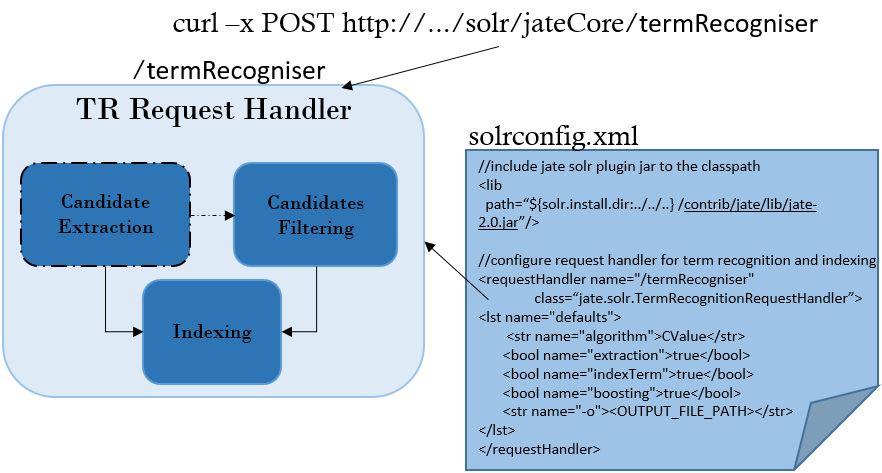 curl –x POST http://.../solr/jateCore/termRecogniser
/termRecogniser
TR Request Handler
Candidate
Extraction
Candidates
Filtering
Indexing
solrconfig.xml
//include jate solr plugin jar to the classpath
<lib
path=“${solr.install.dir:../../..} /contrib/jate/lib/jate-
2.0.jar”/>
//configure request handler for term recognition and indexing
<requestHandler name="/termRecogniser"
class=“jate.solr.TermRecognitionRequestHandler”>
<lst name="defaults">
<str name="algorithm">CValue</str>
<bool name="extraction">true</bool>
<bool name="indexTerm">true</bool>
<bool name="boosting">true</bool>
<str name="-o"><OUTPUT_FILE_PATH></str>
</lst>
</requestHandler>